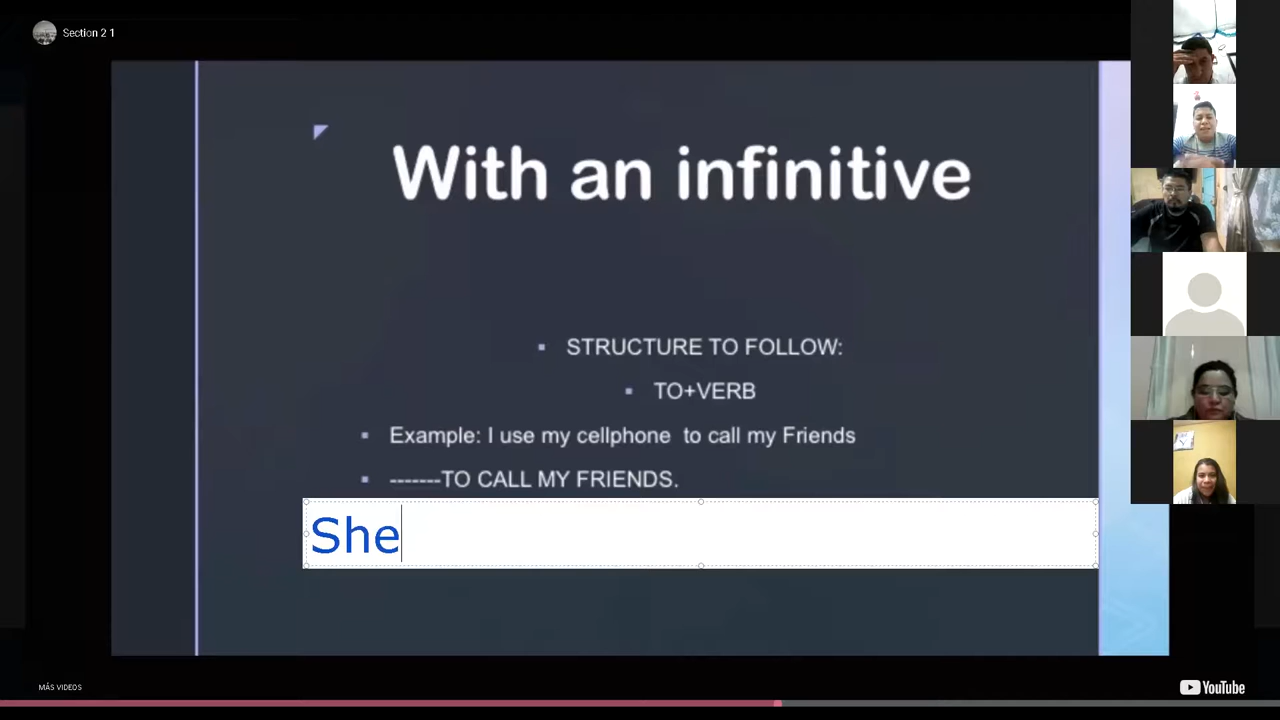 Section 2 1
With an infinitive
▪ STRUCTURE TO FOLLOW:
▪ TO+VERB
▪ Example: I use my cellphone to call my Friends
▪ -------TO CALL MY FRIENDS.
She
MÁS VIDEOS
YouTube